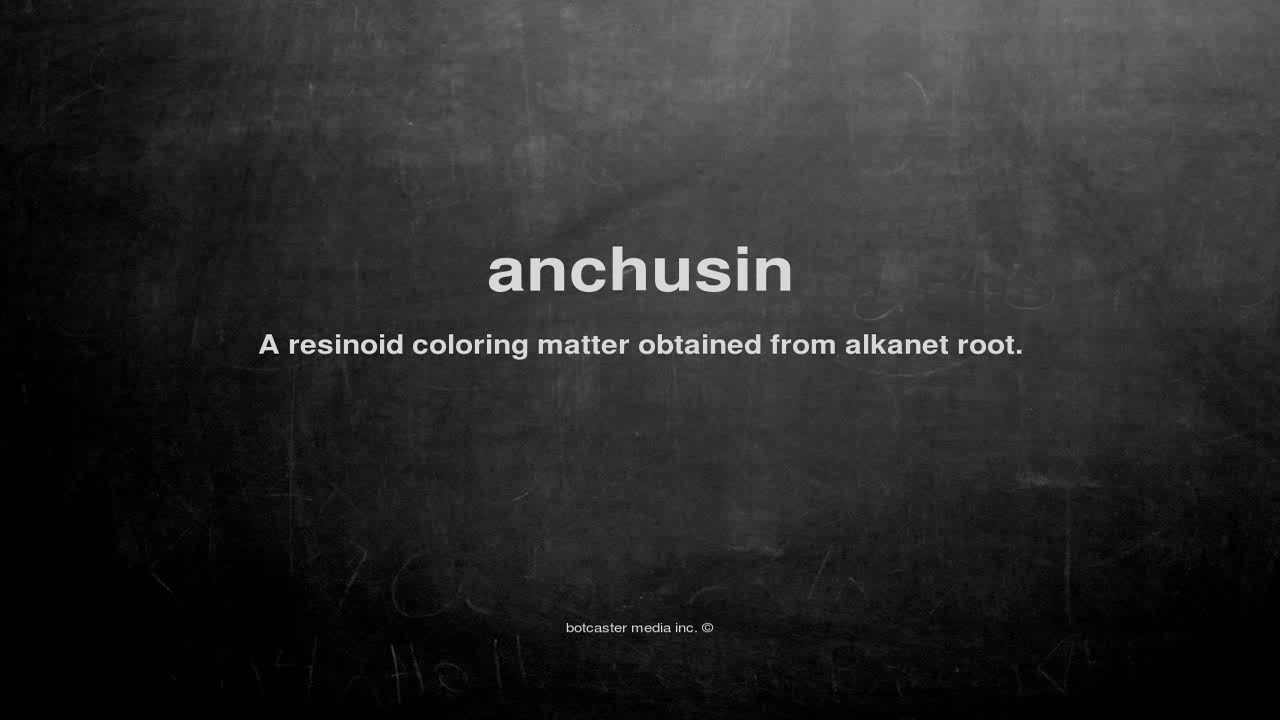 anchusin
A resinoid coloring matter obtained from alkanet root.
botcaster media inc. ©